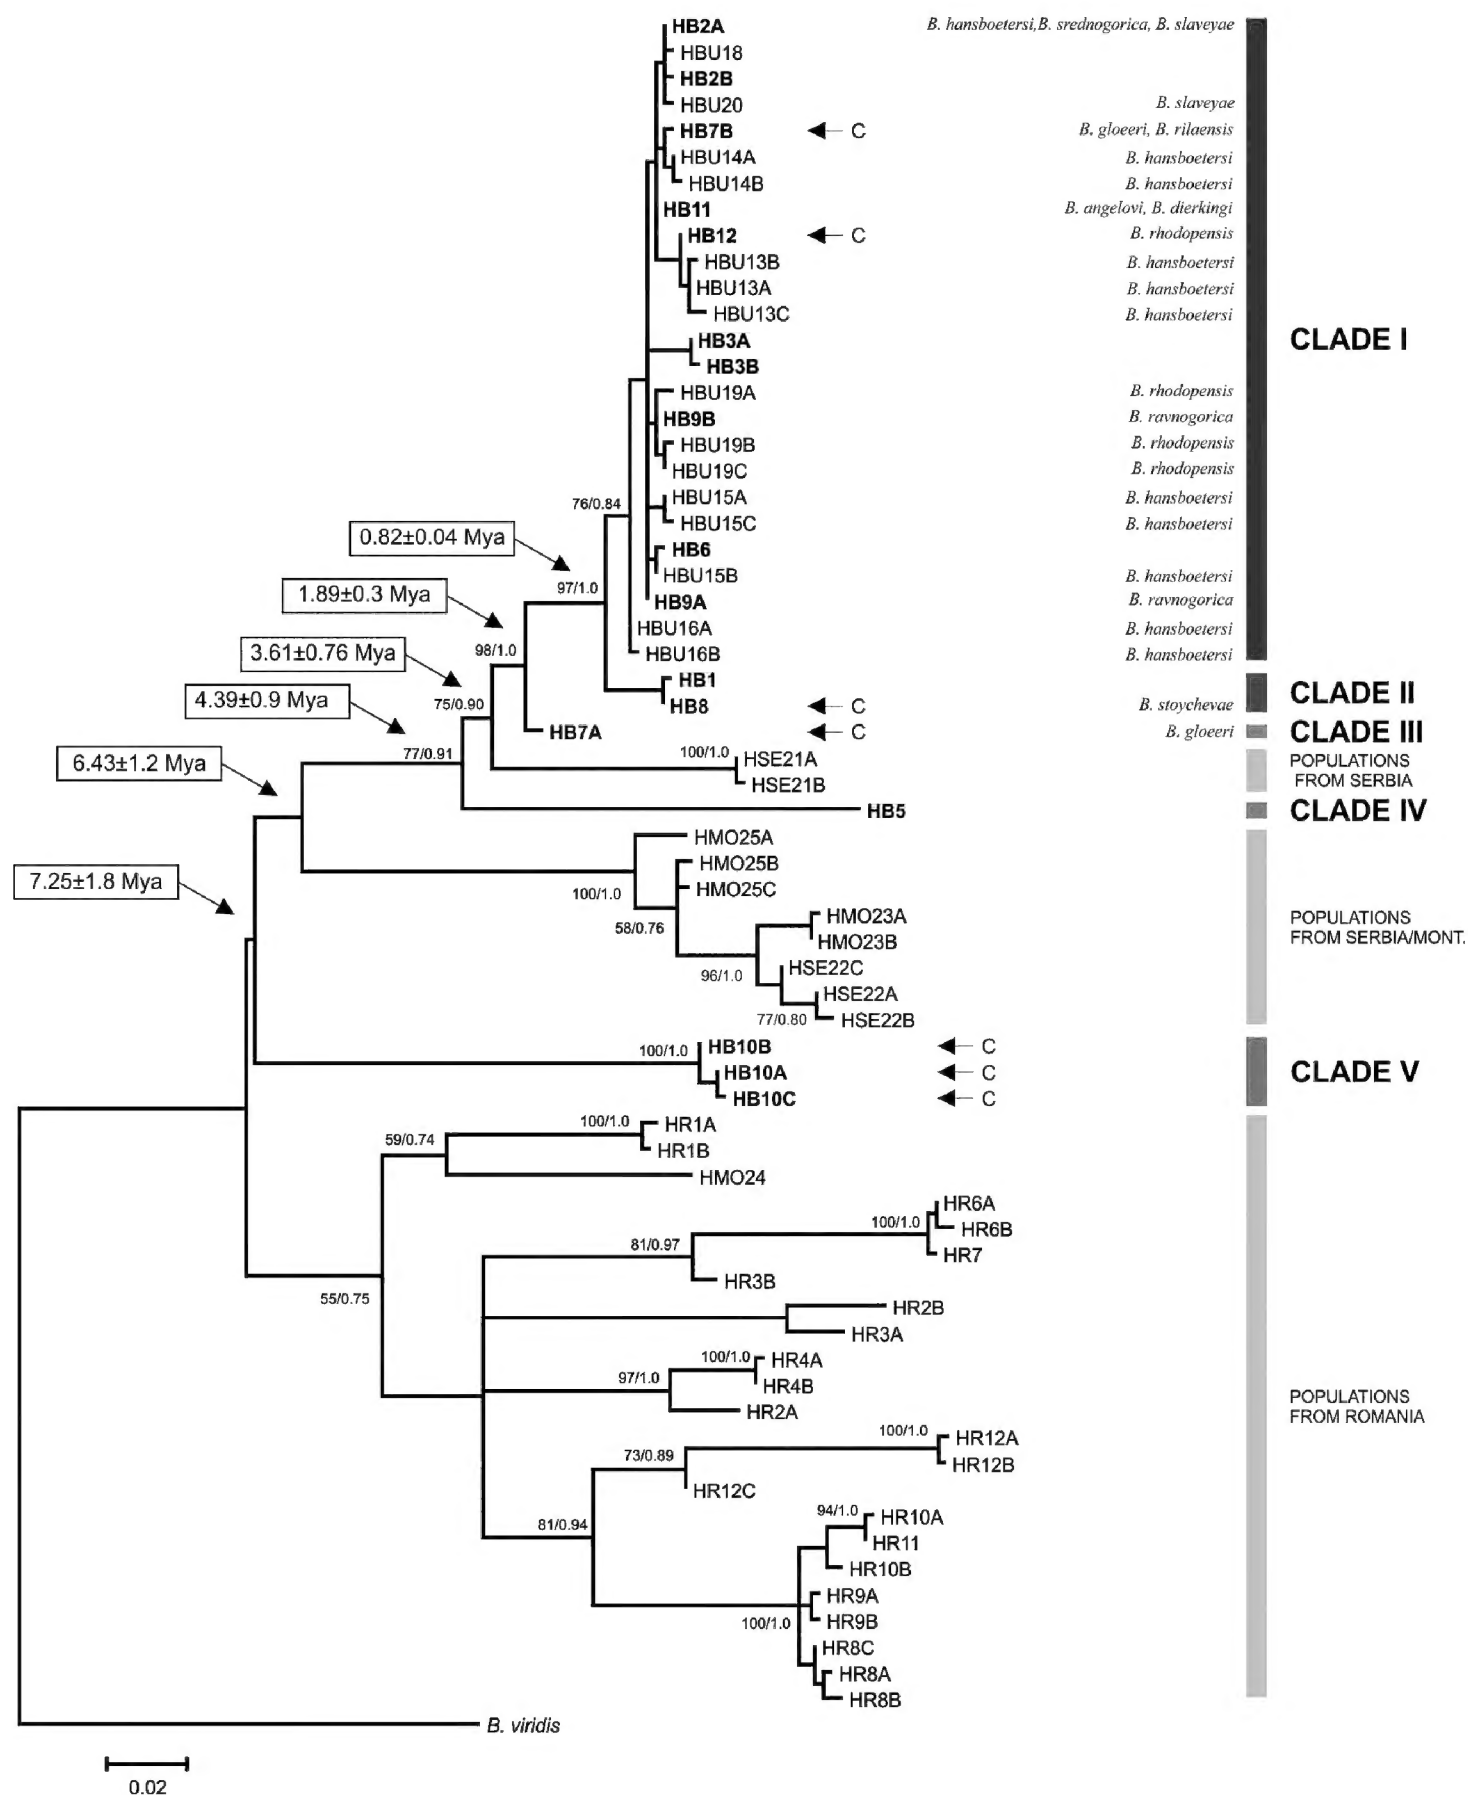 HB2A B. hansboetersi,B. srednogorica, B. slaveyae
HBU18
HB2B
HBU20 B. slaveyae
HB7B C B. gloeeri, B. rilaensis
HBU14A B. hansboetersi
HBU14B B. hansboetersi
HB11 B. angelovi, B. dierkingi
HB12 C B. rhodopensis
HBU13B B. hansboetersi
HBU13A B. hansboetersi
HBU13C B. hansboetersi
CLADE I
HB3A
HB3B
HBU19A B. rhodopensis
HB9B B. ravnogorica
HBU19B B. rhodopensis
HBU19C B. rhodopensis
HBU15A B. hansboetersi
76/0.84
HBU15C B. hansboetersi
0.82±0.04 Mya
HB6
HBU15B B. hansboetersi
97/1.0
1.89±0.3 Mya
HB9A B. ravnogorica
HBU16A B. hansboetersi
98/1.0
3.61±0.76 Mya
HBU16B B. hansboetersi
HB1
CLADE II
4.39±0.9 Mya
75/0.90
HB8 C B. stoychevae
HB7A C B. gloeeri
CLADE III
77/0.91
100/1.0
HSE21A
POPULATIONS
FROM SERBIA
6.43±1.2 Mya
HSE21B
HB5
CLADE IV
HMO25A
HMO25B
7.25±1.8 Mya
HMO25C
100/1.0
HMO23A
POPULATIONS
FROM SERBIA/MONT.
58/0.76
HMO23B
HSE22C
96/1.0
HSE22A
77/0.80
HSE22B
100/1.0
HB10B C
HB10A C
CLADE V
HB10C C
100/1.0
HR1A
59/0.74
HR1B
HMO24
HR6A
100/1.0
HR6B
81/0.97
HR7
HR3B
55/0.75
HR2B
HR3A
100/1.0
HR4A
97/1.0
HR4B
POPULATIONS
FROM ROMANIA
HR2A
100/1.0
HR12A
73/0.89
HR12B
HR12C
94/1.0
HR10A
81/0.94
HR11
HR10B
HR9A
100/1.0
HR9B
HR8C
HR8A
HR8B
B. viridis
0.02